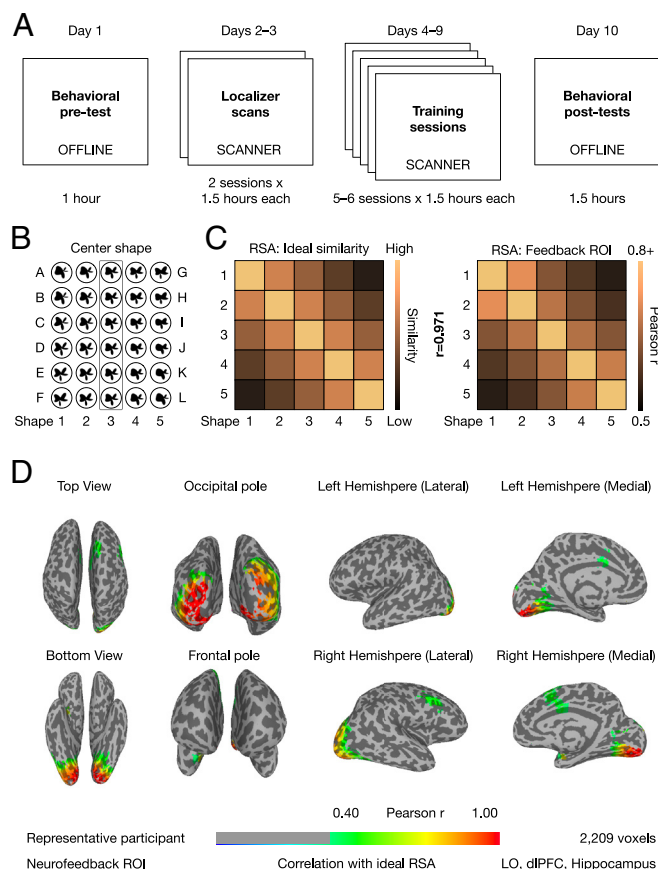 A
Day 1
Days 2–3
Days 4–9
Day 10
Behavioral
pre-test
OFFLINE
Localizer
scans
SCANNER
Training
sessions
SCANNER
Behavioral
post-tests
OFFLINE
1 hour
2 sessions x
1.5 hours each
5–6 sessions x 1.5 hours each
1.5 hours
B
Center shape
A G
B H
C I
D J
E K
F L
Shape 1 2 3 4 5
C
RSA: Ideal similarity
High
1
2
3
4
5
Similarity
Low
Shape 1 2 3 4 5
r=0.971
RSA: Feedback ROI
0.8+
1
2
3
4
5
Pearson r
0.5
Shape 1 2 3 4 5
D
Top View
Occipital pole
Left Hemishpere (Lateral)
Left Hemishpere (Medial)
Bottom View
Frontal pole
Right Hemishpere (Lateral)
Right Hemishpere (Medial)
0.40 Pearson r 1.00
Representative participant
2,209 voxels
Neurofeedback ROI
Correlation with ideal RSA
LO, dlPFC, Hippocampus